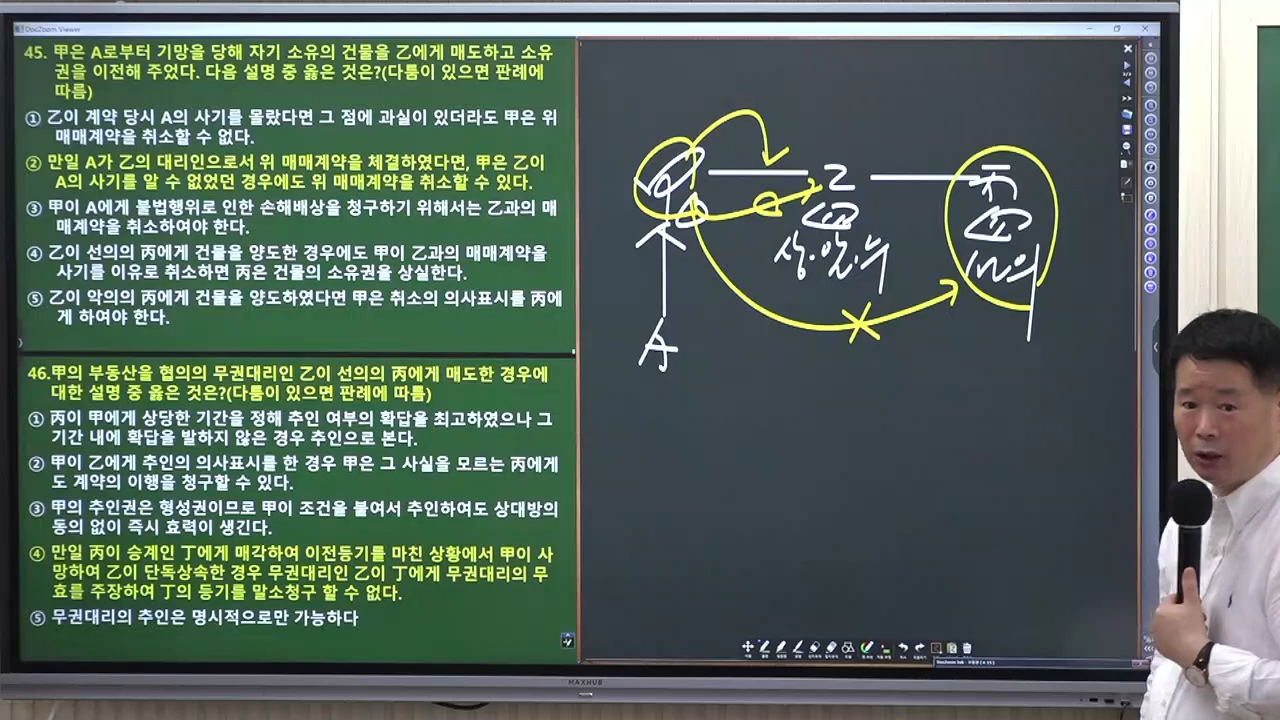 DocZoom Viewer
45. 甲은 A로부터 기망을 당해 자기 소유의 건물을 乙에게 매도하고 소유
권을 이전해 주었다. 다음 설명 중 옳은 것은?(다툼이 있으면 판례에
따름)
① 乙이 계약 당시 A의 사기를 몰랐다면 그 점에 과실이 있더라도 甲은 위
매매계약을 취소할 수 없다.
② 만일 A가 乙의 대리인으로서 위 매매계약을 체결하였다면, 甲은 乙이
A의 사기를 알 수 없었던 경우에도 위 매매계약을 취소할 수 있다.
③ 甲이 A에게 불법행위로 인한 손해배상을 청구하기 위해서는 乙과의 매
매계약을 취소하여야 한다.
④ 乙이 선의의 丙에게 건물을 양도한 경우에도 甲이 乙과의 매매계약을
사기를 이유로 취소하면 丙은 건물의 소유권을 상실한다.
⑤ 乙이 악의의 丙에게 건물을 양도하였다면 甲은 취소의 의사표시를 丙에
게 하여야 한다.
46.甲의 부동산을 협의의 무권대리인 乙이 선의의 丙에게 매도한 경우에
대한 설명 중 옳은 것은?(다툼이 있으면 판례에 따름)
① 丙이 甲에게 상당한 기간을 정해 추인 여부의 확답을 최고하였으나 그
기간 내에 확답을 발하지 않은 경우 추인으로 본다.
② 甲이 乙에게 추인의 의사표시를 한 경우 甲은 그 사실을 모르는 丙에게
도 계약의 이행을 청구할 수 있다.
③ 甲의 추인권은 형성권이므로 甲이 조건을 붙여서 추인하여도 상대방의
동의 없이 즉시 효력이 생긴다.
④ 만일 丙이 승계인 丁에게 매각하여 이전등기를 마친 상황에서 甲이 사
망하여 乙이 단독상속한 경우 무권대리인 乙이 丁에게 무권대리의 무
효를 주장하여 丁의 등기를 말소청구 할 수 없다.
⑤ 무권대리의 추인은 명시적으로만 가능하다
乙
丙
A
MAXHUB